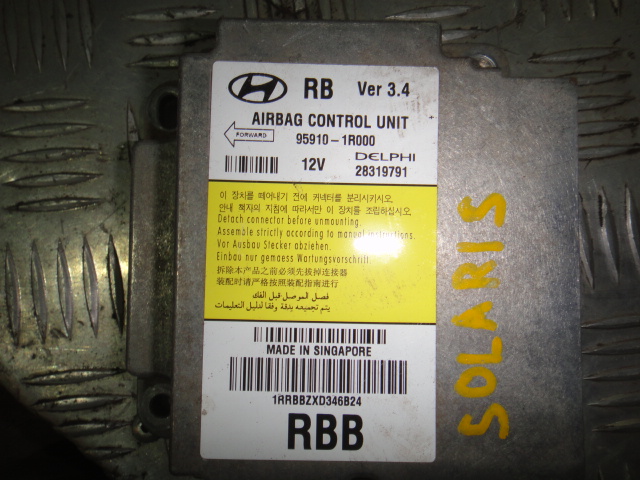 RB Ver 3.4
AIRBAG CONTROL UNIT
FORWARD 95910-1R000
12V DELPHI
28319791
이 장치를 떼어내기 전에 커넥터를 분리시키시오.
안내 책자의 지침에 따라서만 이 장치를 조립하십시오.
Detach connector before unmounting.
Assemble strictly according to manual instructions.
Vor Ausbau Stecker abziehen.
Einbau nur gemaess Wartungsvorschrift.
拆除本产品之前必须先拔掉连接器
装配时请严格按照装配指南进行
فصل الموصل قبل الفك
يتم تجميعه بدقة وفقا لدليل التعليمات
MADE IN SINGAPORE
1RRBBZXD346B24
RBB
SOLARIS